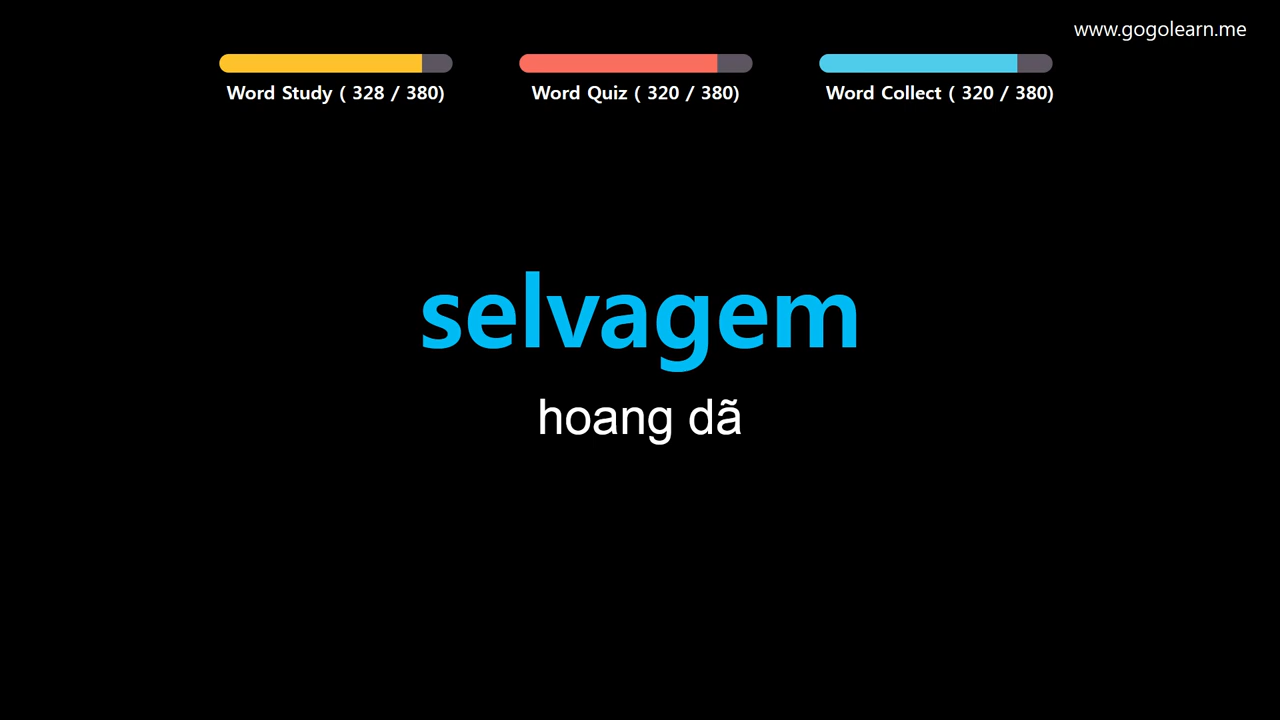 www.gogolearn.me
Word Study ( 328 / 380)
Word Quiz ( 320 / 380)
Word Collect ( 320 / 380)
selvagem
hoang dã